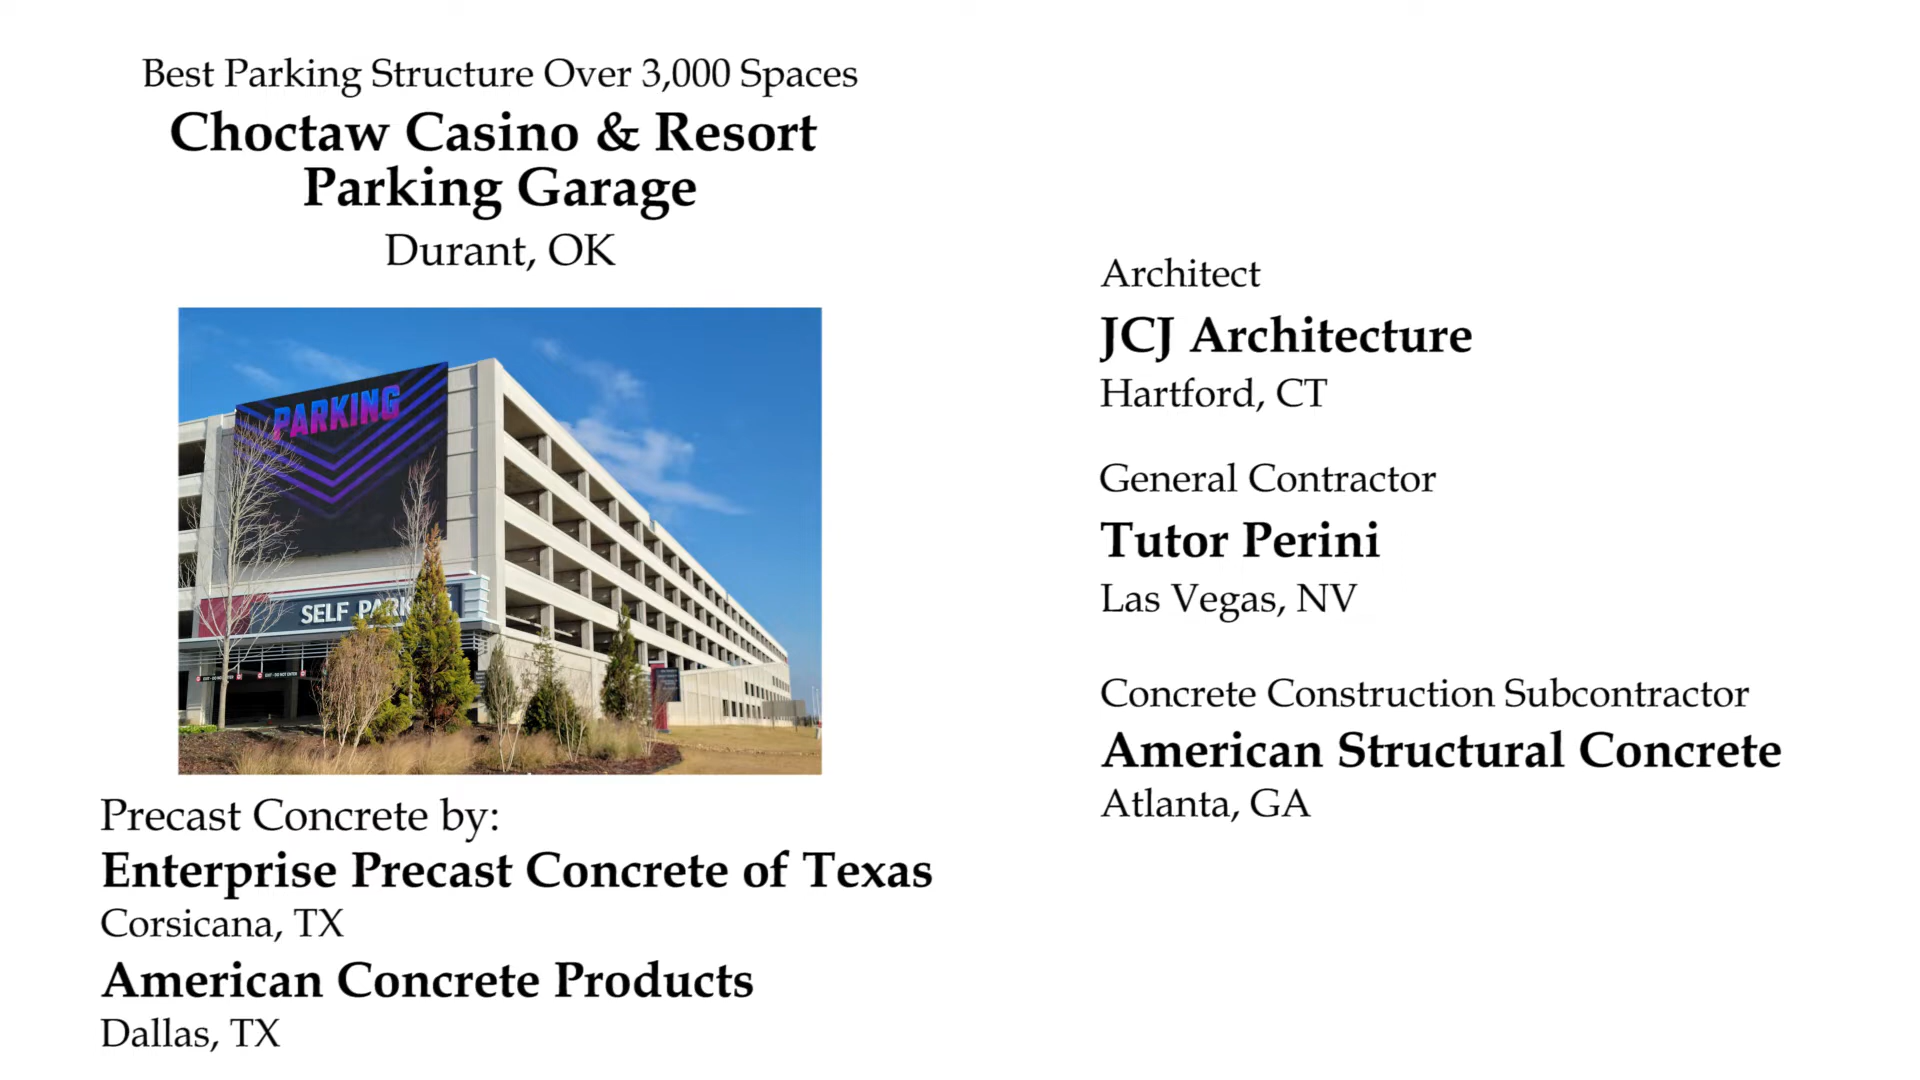 Best Parking Structure Over 3,000 Spaces
Choctaw Casino & Resort
Parking Garage
Durant, OK
PARKING
SELF PARK
Precast Concrete by:
Enterprise Precast Concrete of Texas
Corsicana, TX
American Concrete Products
Dallas, TX
Architect
JCJ Architecture
Hartford, CT
General Contractor
Tutor Perini
Las Vegas, NV
Concrete Construction Subcontractor
American Structural Concrete
Atlanta, GA